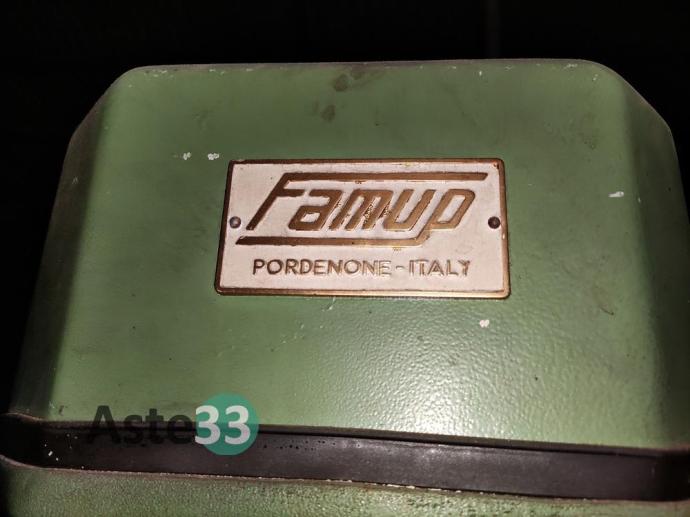 Famup
PORDENONE - ITALY
Aste33